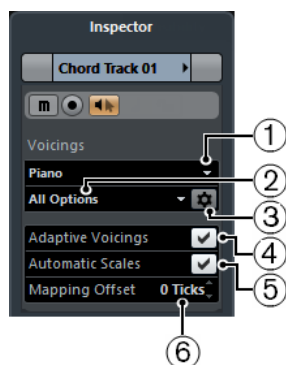 Inspector
Chord Track 01
m
Voicings
1
Piano
2
All Options
3
Adaptive Voicings
4
Automatic Scales
5
Mapping Offset 0 Ticks
6